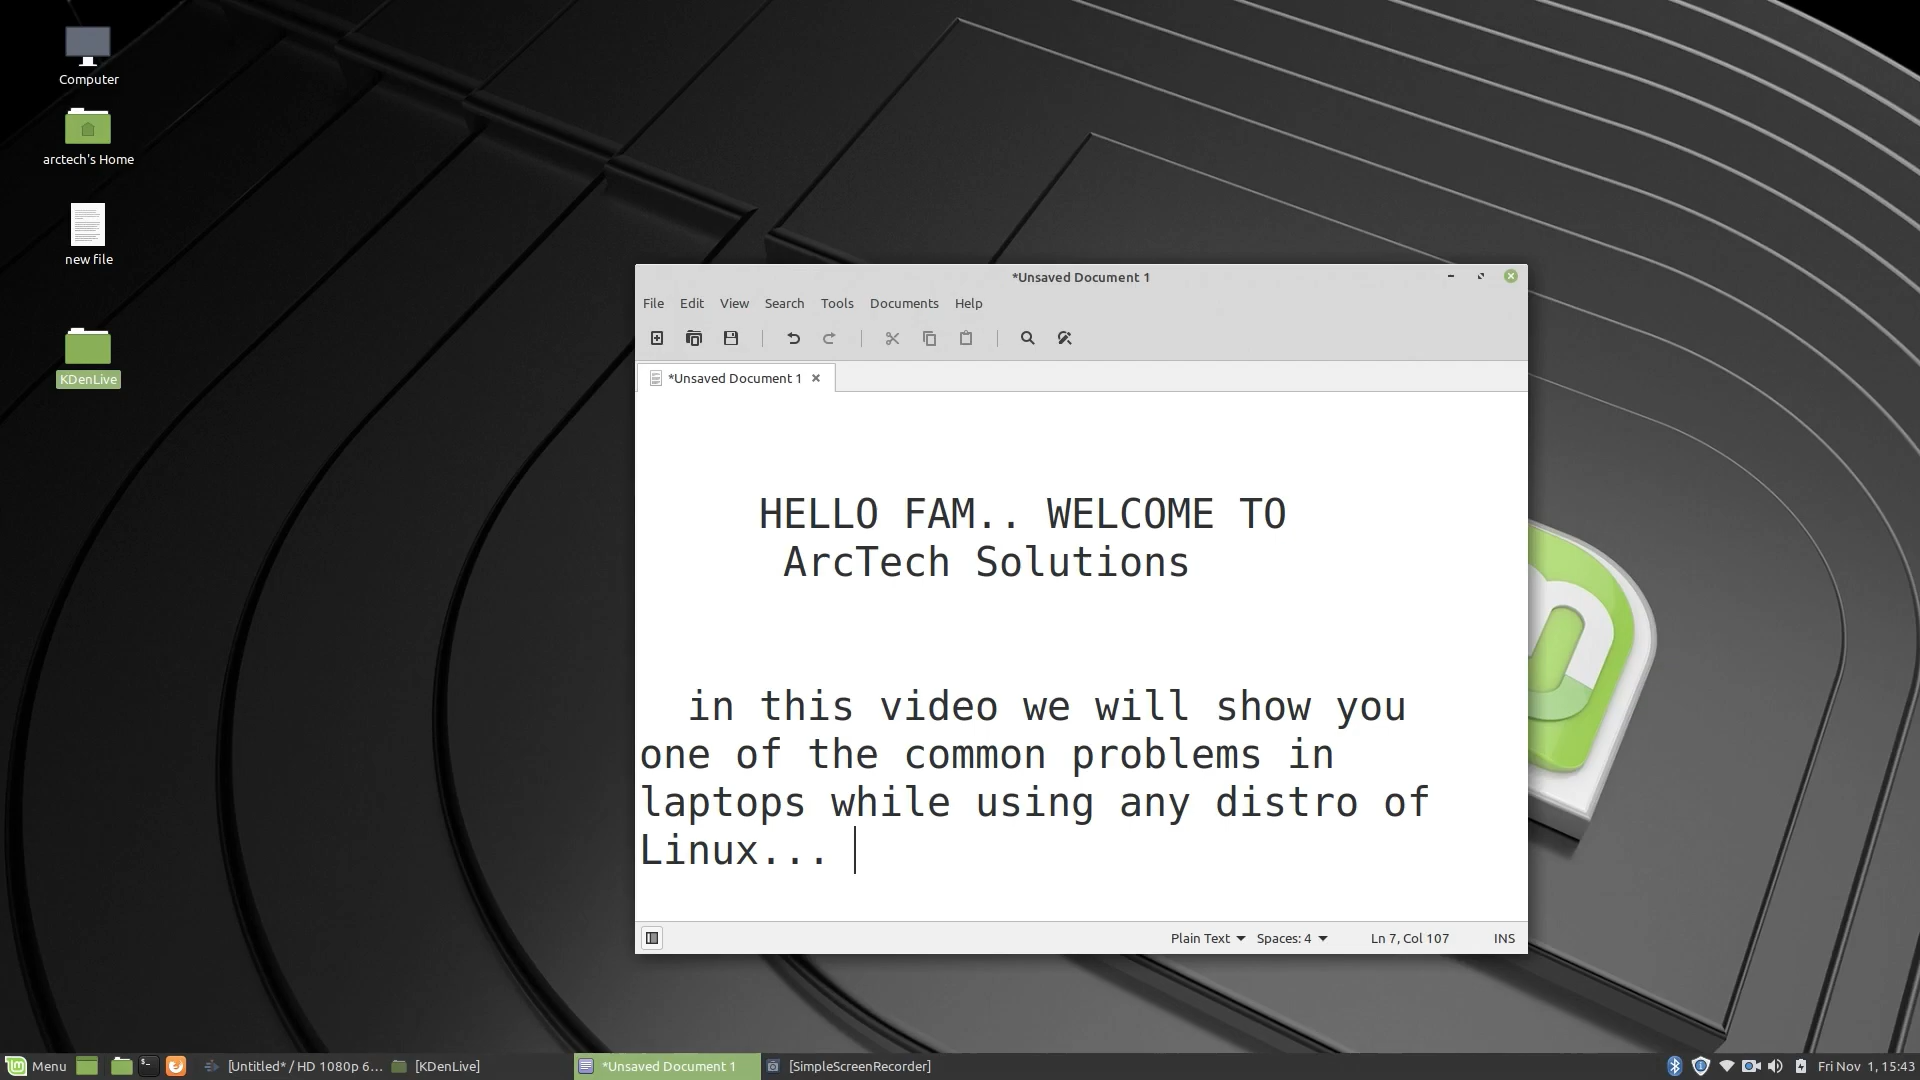 Computer
arctech's Home
new file
KDenLive
*Unsaved Document 1
File Edit View Search Tools Documents Help
*Unsaved Document 1
HELLO FAM.. WELCOME TO
ArcTech Solutions
in this video we will show you
one of the common problems in
laptops while using any distro of
Linux...
Plain Text Spaces: 4 Ln 7, Col 107 INS
Menu [Untitled* / HD 1080p 6... [KDenLive] *Unsaved Document 1 [SimpleScreenRecorder] Fri Nov 1, 15:43